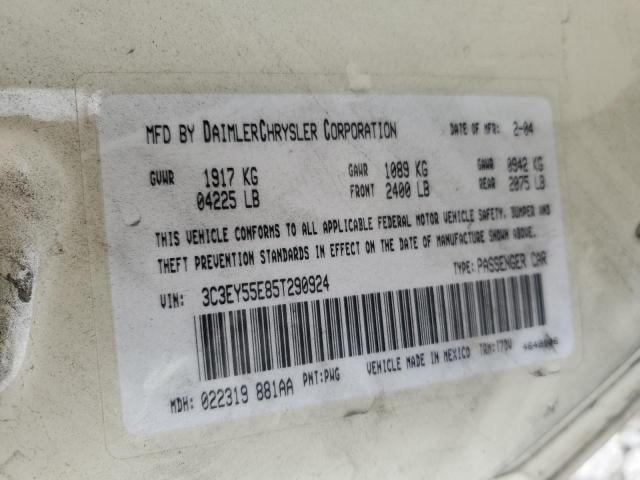 MFD BY DAIMLERCHRYSLER CORPORATION DATE OF MFR: 2-04
GVWR 1917 KG GAWR 1089 KG GAWR 0942 KG
04225 LB FRONT 2400 LB REAR 2075 LB
THIS VEHICLE CONFORMS TO ALL APPLICABLE FEDERAL MOTOR VEHICLE SAFETY, BUMPER AND
THEFT PREVENTION STANDARDS IN EFFECT ON THE DATE OF MANUFACTURE SHOWN ABOVE.
VIN: 3C3EY55E85T290924 TYPE: PASSENGER CAR
MDH: 022319 881AA PNT: PWG VEHICLE MADE IN MEXICO TRM: T7DV